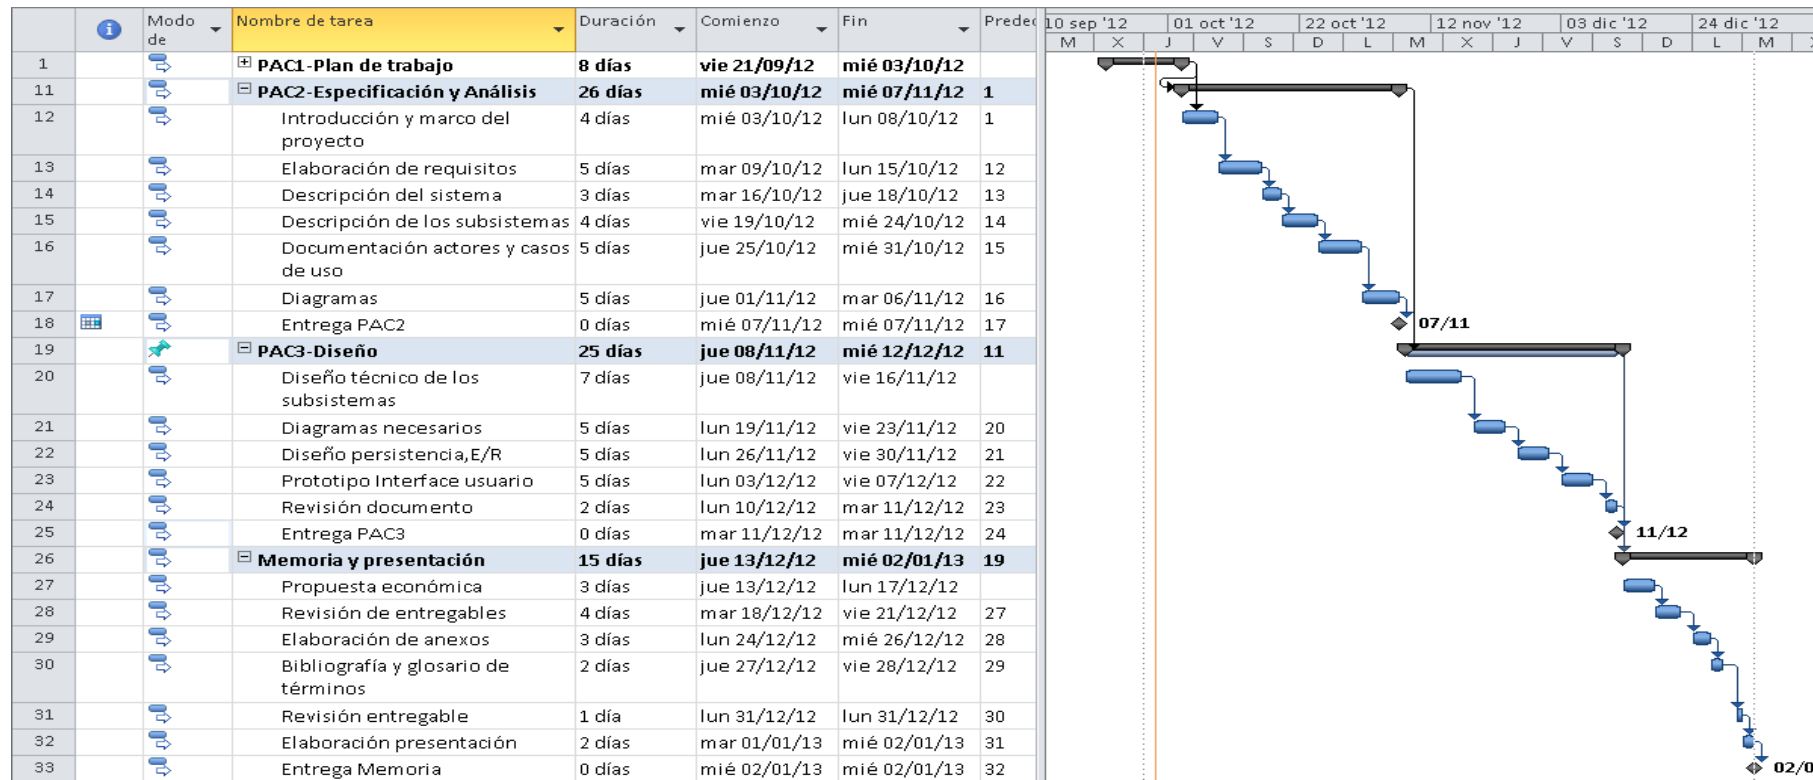 Modo de Nombre de tarea Duración Comienzo Fin Predec
10 sep '12 01 oct '12 22 oct '12 12 nov '12 03 dic '12 24 dic '12
M X J V S D L M X J V S D L M
1 PAC1-Plan de trabajo 8 días vie 21/09/12 mié 03/10/12
11 PAC2-Especificación y Análisis 26 días mié 03/10/12 mié 07/11/12 1
12 Introducción y marco del proyecto 4 días mié 03/10/12 lun 08/10/12 1
13 Elaboración de requisitos 5 días mar 09/10/12 lun 15/10/12 12
14 Descripción del sistema 3 días mar 16/10/12 jue 18/10/12 13
15 Descripción de los subsistemas 4 días vie 19/10/12 mié 24/10/12 14
16 Documentación actores y casos de uso 5 días jue 25/10/12 mié 31/10/12 15
17 Diagramas 5 días jue 01/11/12 mar 06/11/12 16
18 Entrega PAC2 0 días mié 07/11/12 mié 07/11/12 17 07/11
19 PAC3-Diseño 25 días jue 08/11/12 mié 12/12/12 11
20 Diseño técnico de los subsistemas 7 días jue 08/11/12 vie 16/11/12
21 Diagramas necesarios 5 días lun 19/11/12 vie 23/11/12 20
22 Diseño persistencia,E/R 5 días lun 26/11/12 vie 30/11/12 21
23 Prototipo Interface usuario 5 días lun 03/12/12 vie 07/12/12 22
24 Revisión documento 2 días lun 10/12/12 mar 11/12/12 23
25 Entrega PAC3 0 días mar 11/12/12 mar 11/12/12 24 11/12
26 Memoria y presentación 15 días jue 13/12/12 mié 02/01/13 19
27 Propuesta económica 3 días jue 13/12/12 lun 17/12/12
28 Revisión de entregables 4 días mar 18/12/12 vie 21/12/12 27
29 Elaboración de anexos 3 días lun 24/12/12 mié 26/12/12 28
30 Bibliografía y glosario de términos 2 días jue 27/12/12 vie 28/12/12 29
31 Revisión entregable 1 día lun 31/12/12 lun 31/12/12 30
32 Elaboración presentación 2 días mar 01/01/13 mié 02/01/13 31
33 Entrega Memoria 0 días mié 02/01/13 mié 02/01/13 32 02/0